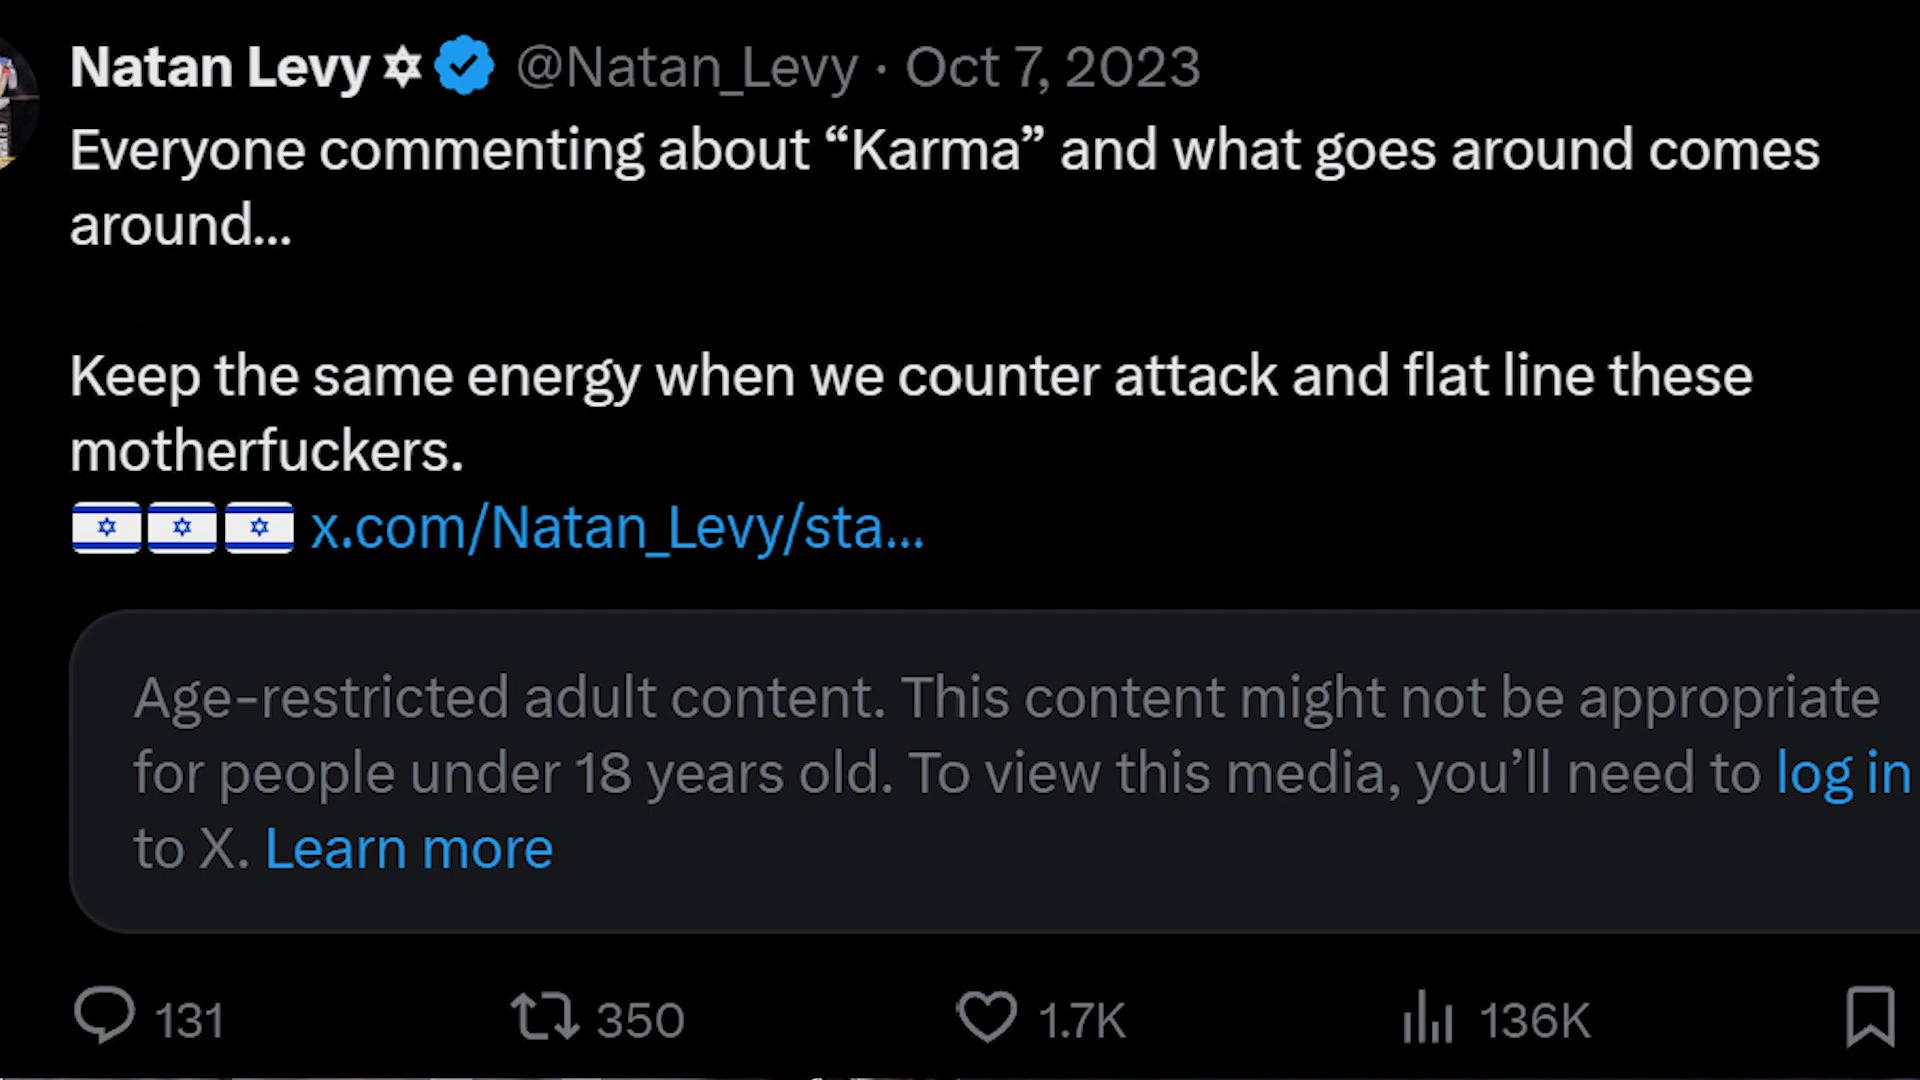 Natan Levy ✡ @Natan_Levy · Oct 7, 2023
Everyone commenting about “Karma” and what goes around comes
around...
Keep the same energy when we counter attack and flat line these
motherfuckers.
🇮🇱🇮🇱🇮🇱 x.com/Natan_Levy/sta...
Age-restricted adult content. This content might not be appropriate
for people under 18 years old. To view this media, you’ll need to log in
to X. Learn more
131 350 1.7K 136K